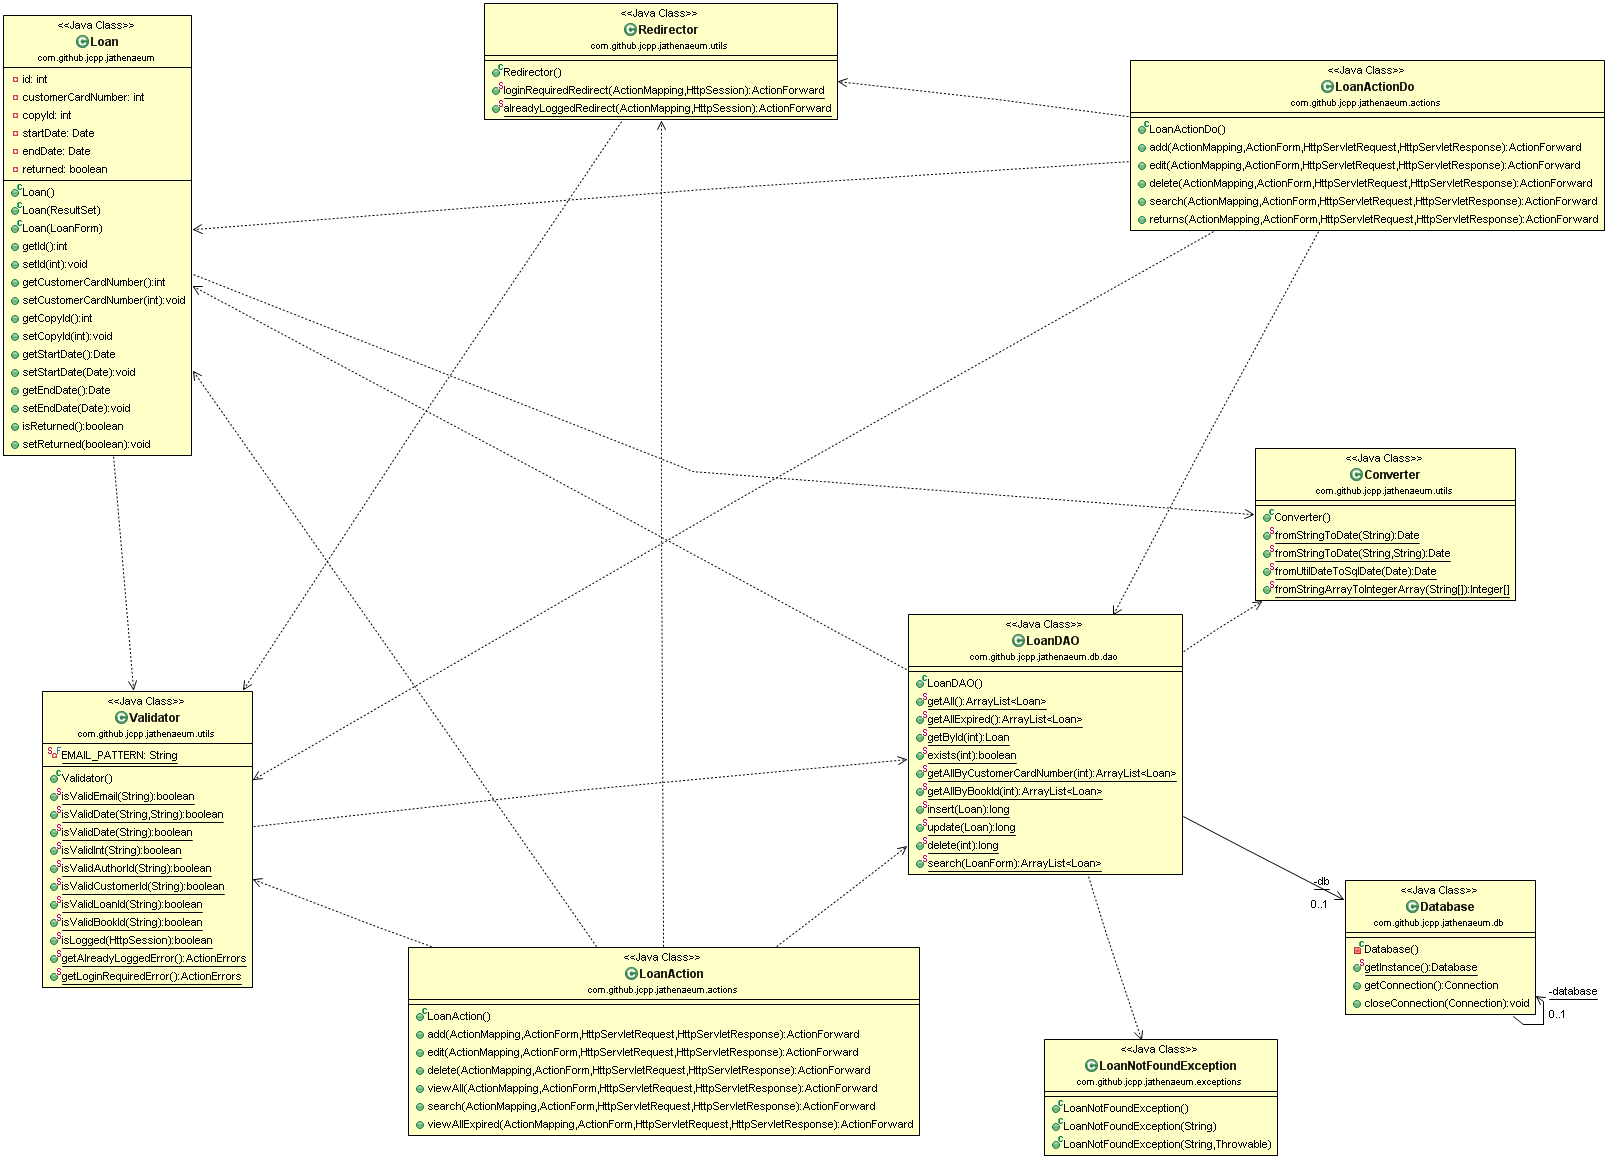 <<Java Class>>
Loan
com.github.jcpp.jathenaeum
id: int
customerCardNumber: int
copyId: int
startDate: Date
endDate: Date
returned: boolean
Loan()
Loan(ResultSet)
Loan(LoanForm)
getId():int
setId(int):void
getCustomerCardNumber():int
setCustomerCardNumber(int):void
getCopyId():int
setCopyId(int):void
getStartDate():Date
setStartDate(Date):void
getEndDate():Date
setEndDate(Date):void
isReturned():boolean
setReturned(boolean):void
<<Java Class>>
Redirector
com.github.jcpp.jathenaeum.utils
Redirector()
loginRequiredRedirect(ActionMapping,HttpSession):ActionForward
alreadyLoggedRedirect(ActionMapping,HttpSession):ActionForward
<<Java Class>>
LoanActionDo
com.github.jcpp.jathenaeum.actions
LoanActionDo()
add(ActionMapping,ActionForm,HttpServletRequest,HttpServletResponse):ActionForward
edit(ActionMapping,ActionForm,HttpServletRequest,HttpServletResponse):ActionForward
delete(ActionMapping,ActionForm,HttpServletRequest,HttpServletResponse):ActionForward
search(ActionMapping,ActionForm,HttpServletRequest,HttpServletResponse):ActionForward
returns(ActionMapping,ActionForm,HttpServletRequest,HttpServletResponse):ActionForward
<<Java Class>>
Converter
com.github.jcpp.jathenaeum.utils
Converter()
fromStringToDate(String):Date
fromStringToDate(String,String):Date
fromUtilDateToSqlDate(Date):Date
fromStringArrayToIntegerArray(String[]):Integer[]
<<Java Class>>
LoanDAO
com.github.jcpp.jathenaeum.db.dao
LoanDAO()
getAll():ArrayList<Loan>
getAllExpired():ArrayList<Loan>
getById(int):Loan
exists(int):boolean
getAllByCustomerCardNumber(int):ArrayList<Loan>
getAllByBookId(int):ArrayList<Loan>
insert(Loan):long
update(Loan):long
delete(int):long
search(LoanForm):ArrayList<Loan>
<<Java Class>>
Validator
com.github.jcpp.jathenaeum.utils
EMAIL_PATTERN: String
Validator()
isValidEmail(String):boolean
isValidDate(String,String):boolean
isValidDate(String):boolean
isValidInt(String):boolean
isValidAuthorId(String):boolean
isValidCustomerId(String):boolean
isValidLoanId(String):boolean
isValidBookId(String):boolean
isLogged(HttpSession):boolean
getAlreadyLoggedError():ActionErrors
getLoginRequiredError():ActionErrors
-db
0..1
<<Java Class>>
Database
com.github.jcpp.jathenaeum.db
Database()
getInstance():Database
getConnection():Connection
closeConnection(Connection):void
-database
0..1
<<Java Class>>
LoanAction
com.github.jcpp.jathenaeum.actions
LoanAction()
add(ActionMapping,ActionForm,HttpServletRequest,HttpServletResponse):ActionForward
edit(ActionMapping,ActionForm,HttpServletRequest,HttpServletResponse):ActionForward
delete(ActionMapping,ActionForm,HttpServletRequest,HttpServletResponse):ActionForward
viewAll(ActionMapping,ActionForm,HttpServletRequest,HttpServletResponse):ActionForward
search(ActionMapping,ActionForm,HttpServletRequest,HttpServletResponse):ActionForward
viewAllExpired(ActionMapping,ActionForm,HttpServletRequest,HttpServletResponse):ActionForward
<<Java Class>>
LoanNotFoundException
com.github.jcpp.jathenaeum.exceptions
LoanNotFoundException()
LoanNotFoundException(String)
LoanNotFoundException(String,Throwable)